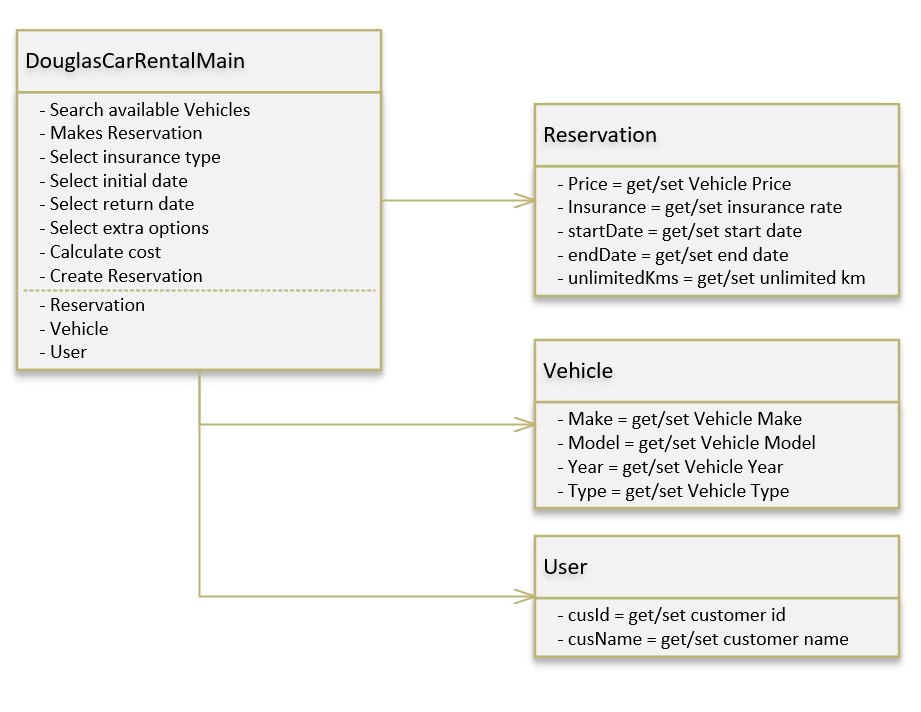 DouglasCarRentalMain
- Search available Vehicles
- Makes Reservation
- Select insurance type
- Select initial date
- Select return date
- Select extra options
- Calculate cost
- Create Reservation
- Reservation
- Vehicle
- User
Reservation
- Price = get/set Vehicle Price
- Insurance = get/set insurance rate
- startDate = get/set start date
- endDate = get/set end date
- unlimitedKms = get/set unlimited km
Vehicle
- Make = get/set Vehicle Make
- Model = get/set Vehicle Model
- Year = get/set Vehicle Year
- Type = get/set Vehicle Type
User
- cusId = get/set customer id
- cusName = get/set customer name